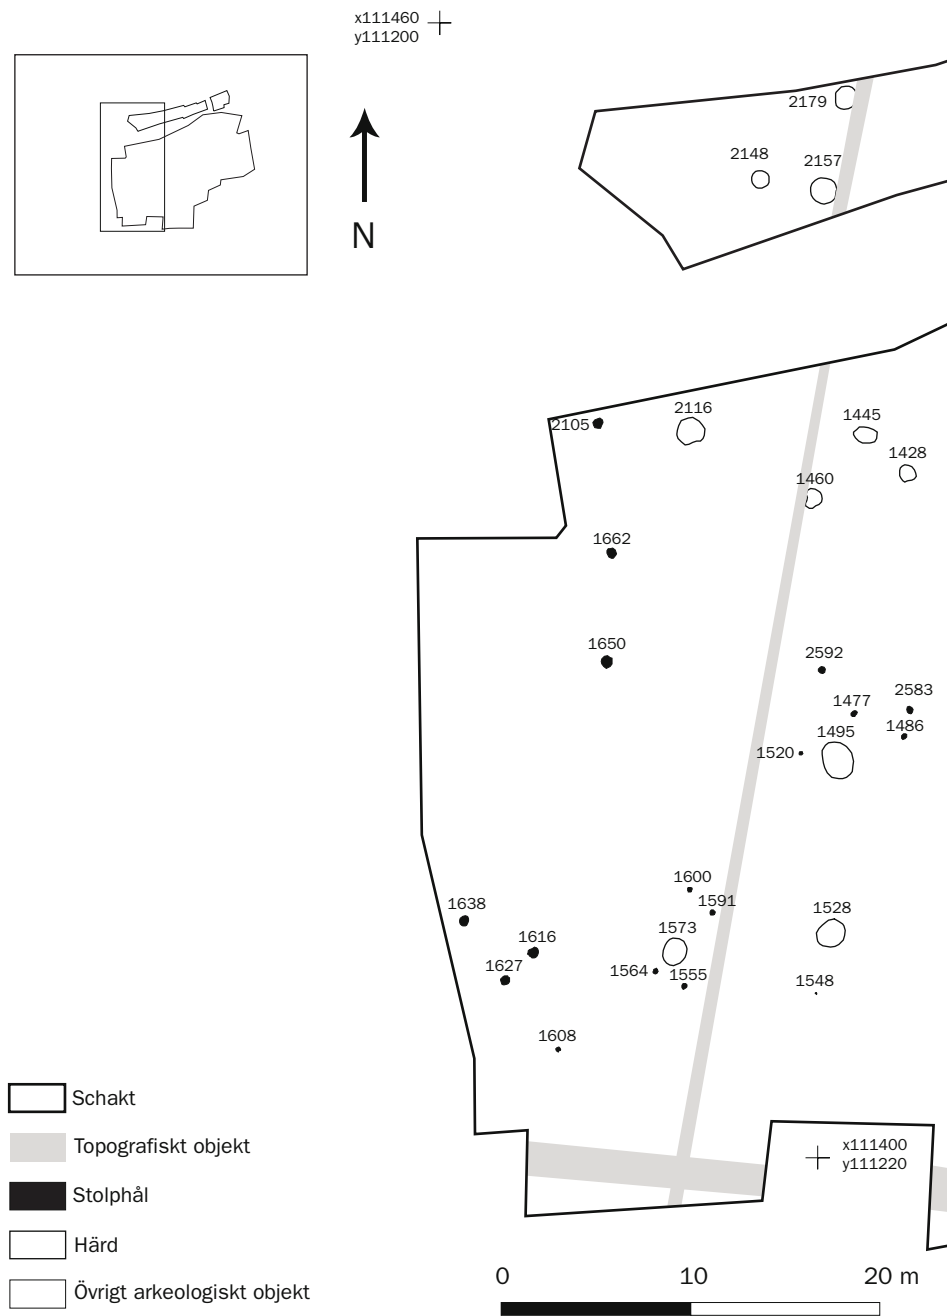 x111460
y111200
2179
2148
2157
N
2116
2105
1445
1428
1460
1662
1650
2592
2583
1477
1486
1495
1520
1600
1591
1638
1528
1616
1573
1627
1564
1555
1548
1608
Schakt
x111400
y111220
Topografiskt objekt
Stolphål
Härd
Övrigt arkeologiskt objekt
0 10 20 m